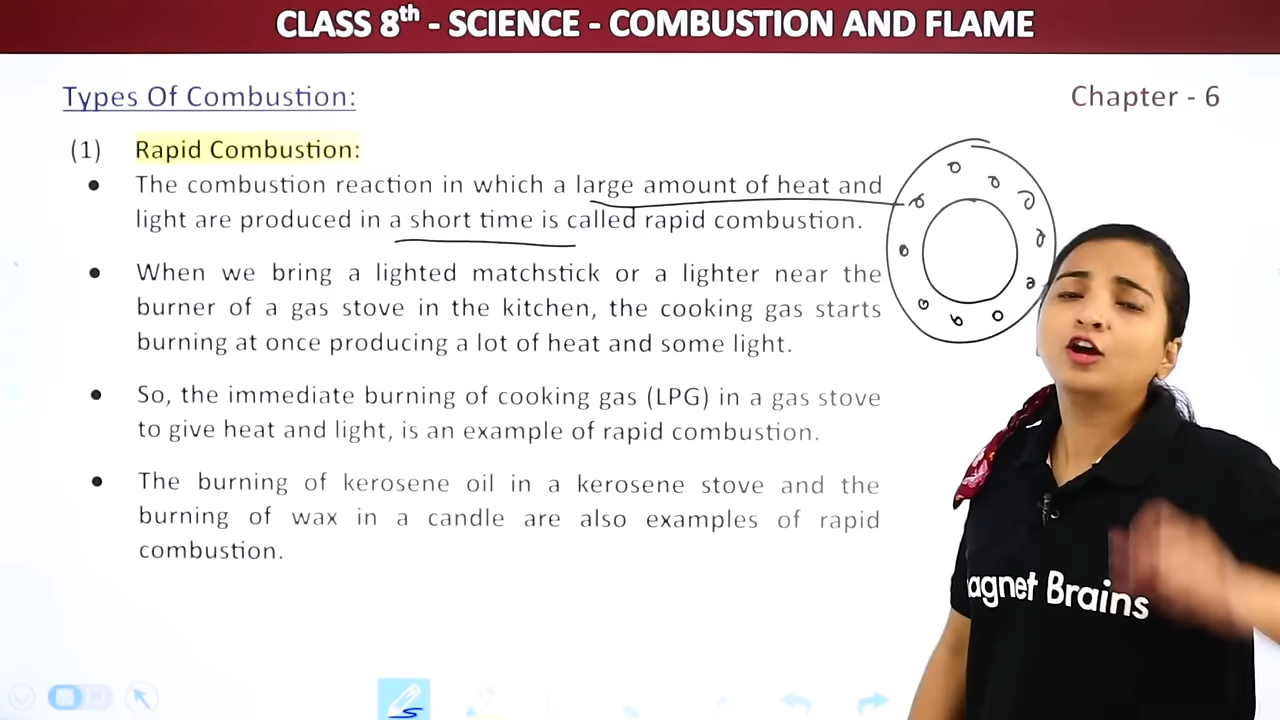 CLASS 8th - SCIENCE - COMBUSTION AND FLAME
Types Of Combustion:
Chapter - 6
(1) Rapid Combustion:
• The combustion reaction in which a large amount of heat and
light are produced in a short time is called rapid combustion.
• When we bring a lighted matchstick or a lighter near the
burner of a gas stove in the kitchen, the cooking gas starts
burning at once producing a lot of heat and some light.
• So, the immediate burning of cooking gas (LPG) in a gas stove
to give heat and light, is an example of rapid combustion.
• The burning of kerosene oil in a kerosene stove and the
burning of wax in a candle are also examples of rapid
combustion.
agnet Brains